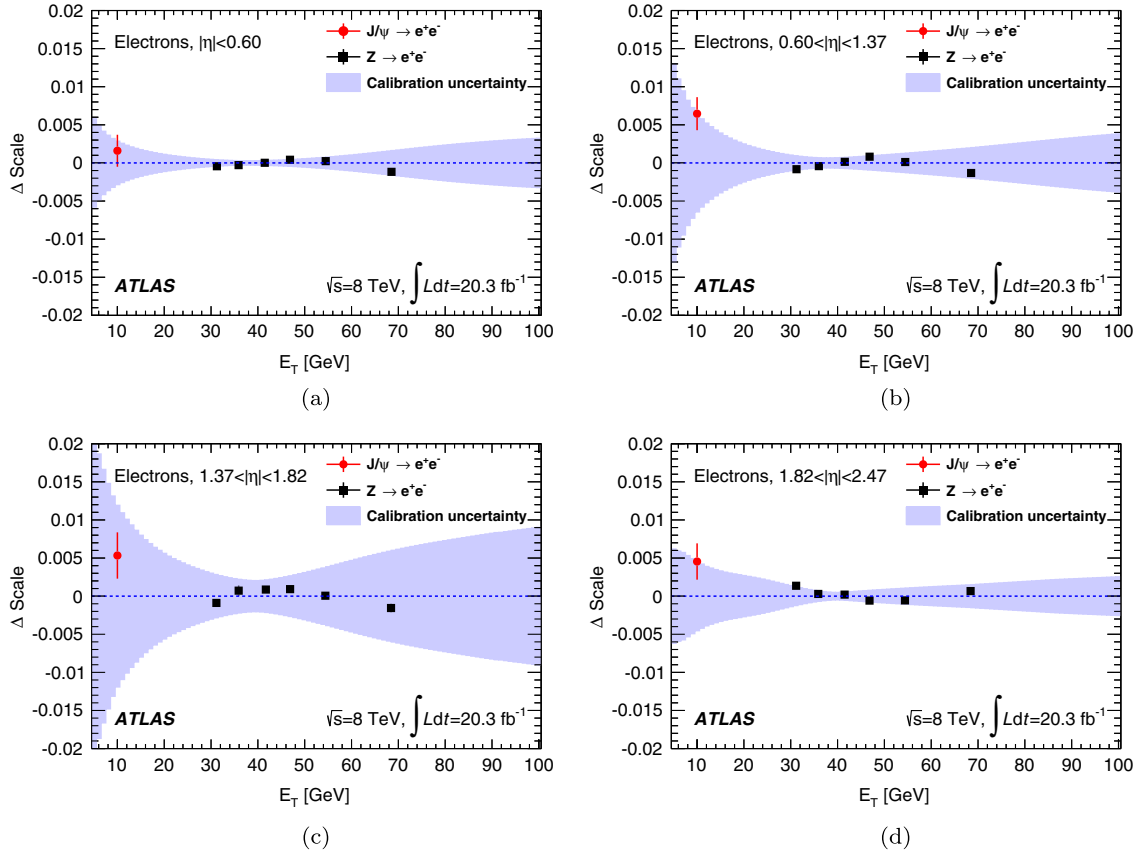 0.02
0.015
0.01
0.005
0
-0.005
-0.01
-0.015
-0.02
Δ Scale
Electrons, |η|<0.60
J/ψ → e⁺e⁻
Z → e⁺e⁻
Calibration uncertainty
ATLAS
√s=8 TeV, ∫Ldt=20.3 fb⁻¹
10 20 30 40 50 60 70 80 90 100
E_T [GeV]
(a)
0.02
0.015
0.01
0.005
0
-0.005
-0.01
-0.015
-0.02
Δ Scale
Electrons, 0.60<|η|<1.37
J/ψ → e⁺e⁻
Z → e⁺e⁻
Calibration uncertainty
ATLAS
√s=8 TeV, ∫Ldt=20.3 fb⁻¹
10 20 30 40 50 60 70 80 90 100
E_T [GeV]
(b)
0.02
0.015
0.01
0.005
0
-0.005
-0.01
-0.015
-0.02
Δ Scale
Electrons, 1.37<|η|<1.82
J/ψ → e⁺e⁻
Z → e⁺e⁻
Calibration uncertainty
ATLAS
√s=8 TeV, ∫Ldt=20.3 fb⁻¹
10 20 30 40 50 60 70 80 90 100
E_T [GeV]
(c)
0.02
0.015
0.01
0.005
0
-0.005
-0.01
-0.015
-0.02
Δ Scale
Electrons, 1.82<|η|<2.47
J/ψ → e⁺e⁻
Z → e⁺e⁻
Calibration uncertainty
ATLAS
√s=8 TeV, ∫Ldt=20.3 fb⁻¹
10 20 30 40 50 60 70 80 90 100
E_T [GeV]
(d)